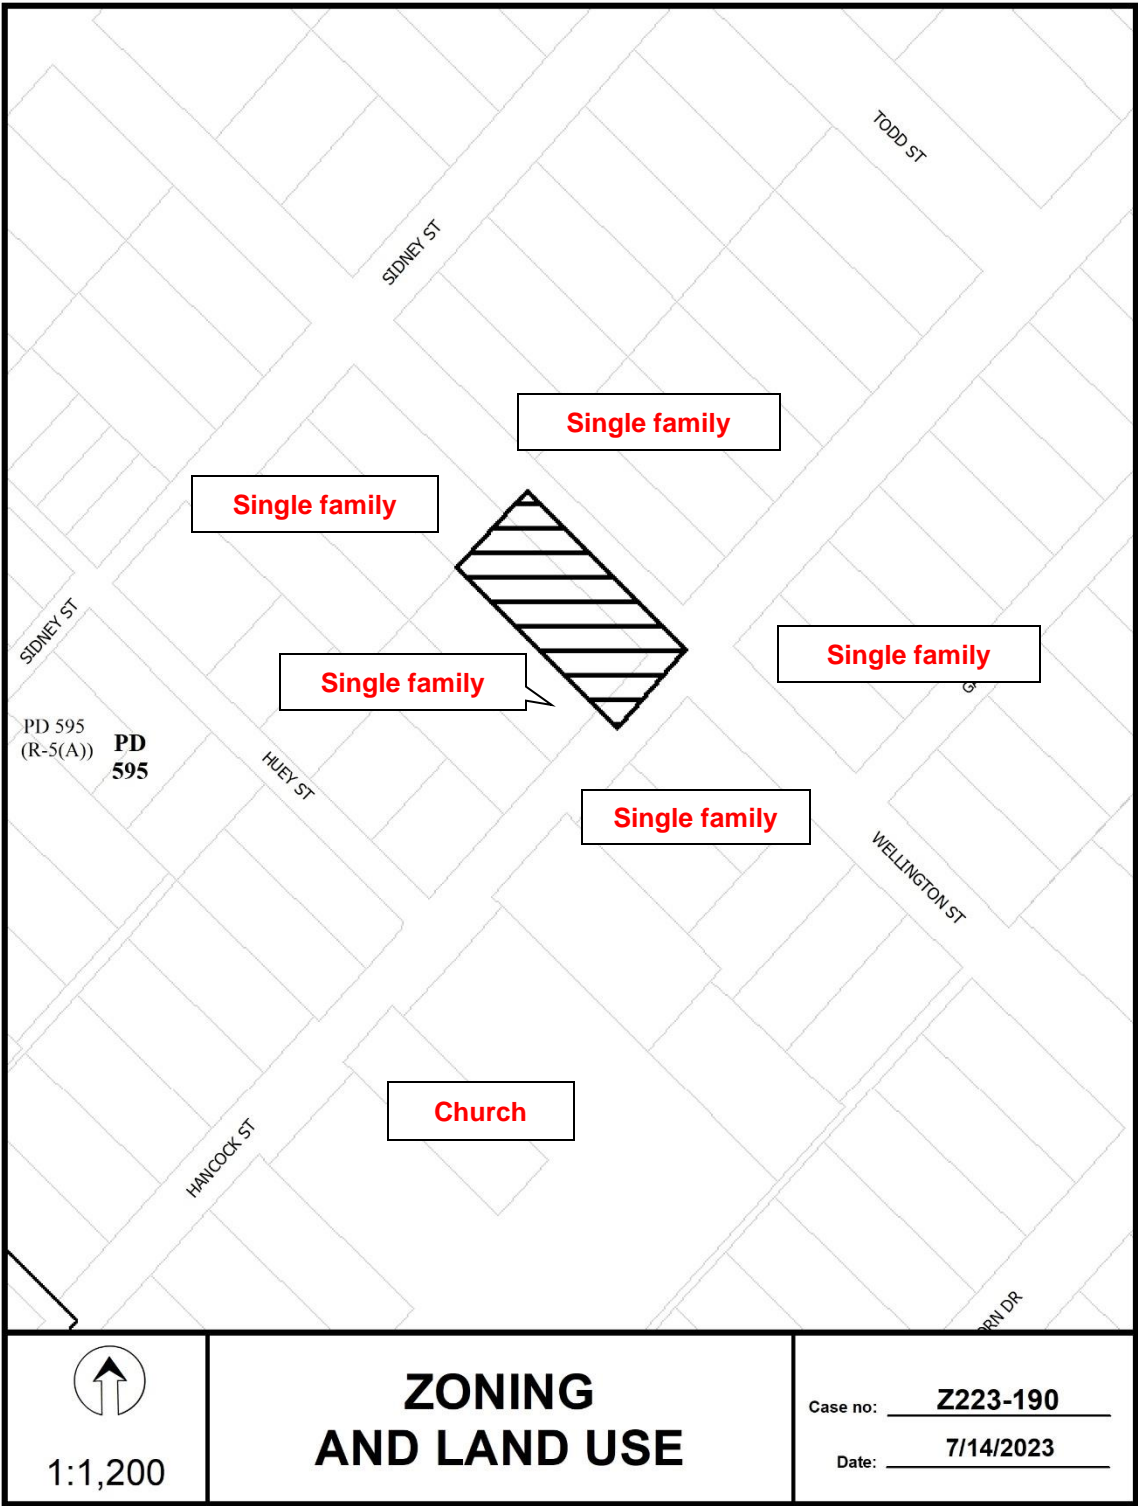 TODD ST
SIDNEY ST
Single family
Single family
SIDNEY ST
Single family
Single family
G
PD 595
(R-5(A))
PD
595
HUEY ST
Single family
WELLINGTON ST
Church
HANCOCK ST
ORN DR
1:1,200
ZONING
AND LAND USE
Case no: Z223-190
Date: 7/14/2023